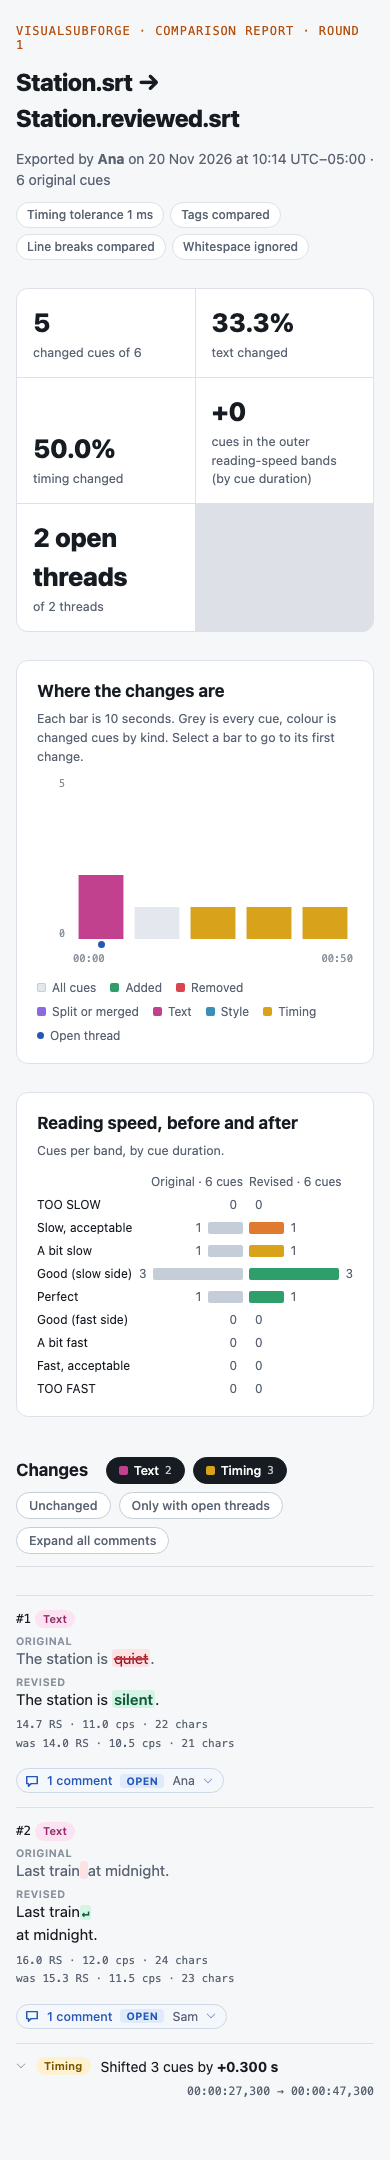 VISUALSUBFORGE · COMPARISON REPORT · ROUND
1
Station.srt →
Station.reviewed.srt
Exported by Ana on 20 Nov 2026 at 10:14 UTC−05:00 ·
6 original cues
Timing tolerance 1 ms
Tags compared
Line breaks compared
Whitespace ignored
5
changed cues of 6
33.3%
text changed
50.0%
timing changed
+0
cues in the outer
reading-speed bands
(by cue duration)
2 open
threads
of 2 threads
Where the changes are
Each bar is 10 seconds. Grey is every cue, colour is
changed cues by kind. Select a bar to go to its first
change.
5
0
00:00 00:50
All cues Added Removed
Split or merged Text Style Timing
Open thread
Reading speed, before and after
Cues per band, by cue duration.
Original · 6 cues Revised · 6 cues
TOO SLOW 0 0
Slow, acceptable 1 1
A bit slow 1 1
Good (slow side) 3 3
Perfect 1 1
Good (fast side) 0 0
A bit fast 0 0
Fast, acceptable 0 0
TOO FAST 0 0
Changes Text 2 Timing 3
Unchanged Only with open threads
Expand all comments
#1 Text
ORIGINAL
The station is quiet.
REVISED
The station is silent.
14.7 RS · 11.0 cps · 22 chars
was 14.0 RS · 10.5 cps · 21 chars
1 comment OPEN Ana
#2 Text
ORIGINAL
Last train at midnight.
REVISED
Last train↵
at midnight.
16.0 RS · 12.0 cps · 24 chars
was 15.3 RS · 11.5 cps · 23 chars
1 comment OPEN Sam
Timing Shifted 3 cues by +0.300 s
00:00:27,300 → 00:00:47,300